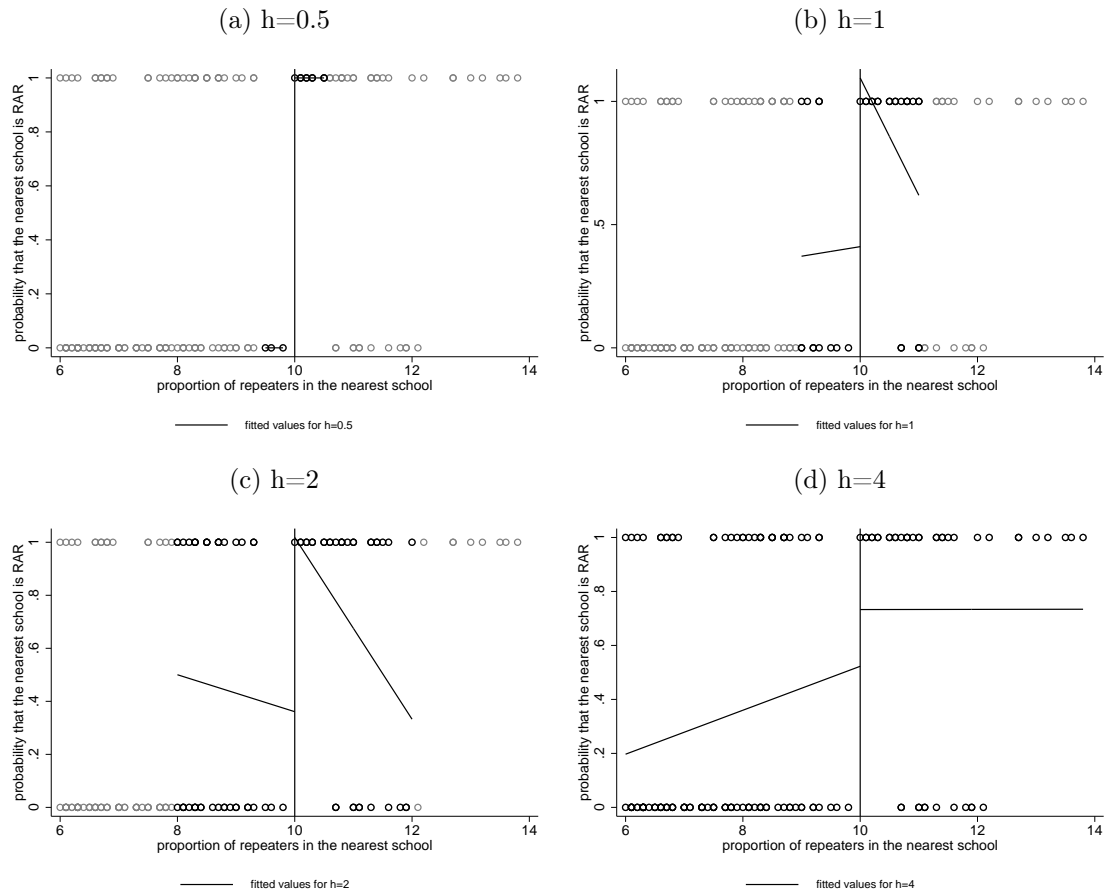 (a) h=0.5
probability that the nearest school is RAR
0 .2 .4 .6 .8 1
6 8 10 12 14
proportion of repeaters in the nearest school
fitted values for h=0.5
(b) h=1
probability that the nearest school is RAR
0 .5 1
6 8 10 12 14
proportion of repeaters in the nearest school
fitted values for h=1
(c) h=2
probability that the nearest school is RAR
0 .2 .4 .6 .8 1
6 8 10 12 14
proportion of repeaters in the nearest school
fitted values for h=2
(d) h=4
probability that the nearest school is RAR
0 .2 .4 .6 .8 1
6 8 10 12 14
proportion of repeaters in the nearest school
fitted values for h=4